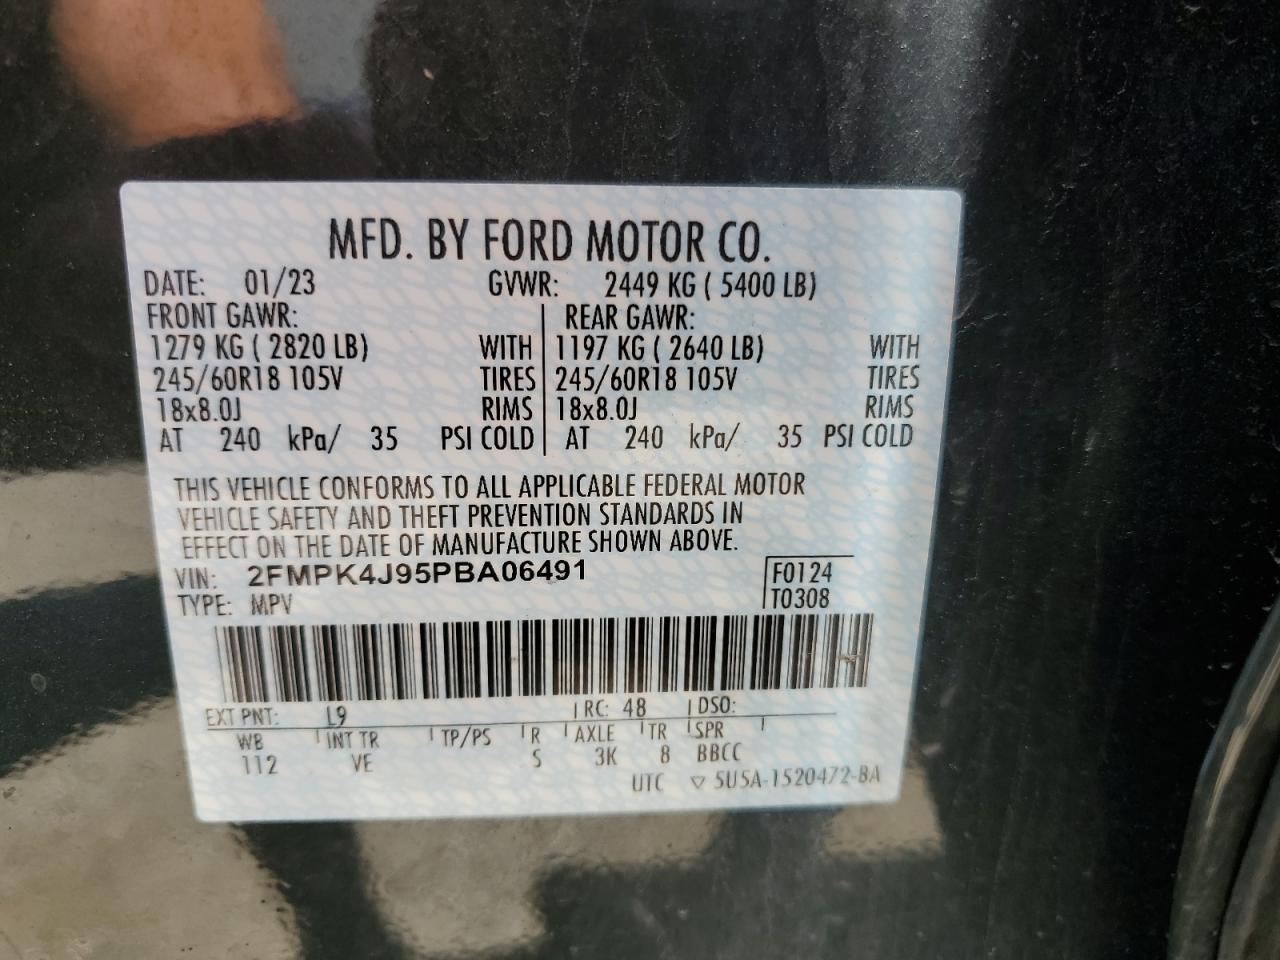 MFD. BY FORD MOTOR CO.
DATE: 01/23 GVWR: 2449 KG ( 5400 LB)
FRONT GAWR: REAR GAWR:
1279 KG ( 2820 LB) WITH 1197 KG ( 2640 LB) WITH
245/60R18 105V TIRES 245/60R18 105V TIRES
18x8.0J RIMS 18x8.0J RIMS
AT 240 kPa/ 35 PSI COLD AT 240 kPa/ 35 PSI COLD
THIS VEHICLE CONFORMS TO ALL APPLICABLE FEDERAL MOTOR
VEHICLE SAFETY AND THEFT PREVENTION STANDARDS IN
EFFECT ON THE DATE OF MANUFACTURE SHOWN ABOVE.
VIN: 2FMPK4J95PBA06491 F0124
TYPE: MPV T0308
EXT PNT: L9 RC: 48 DSO:
WB INT TR TP/PS R AXLE TR SPR
112 VE S 3K 8 BBCC
UTC ▽ 5U5A-1520472-BA